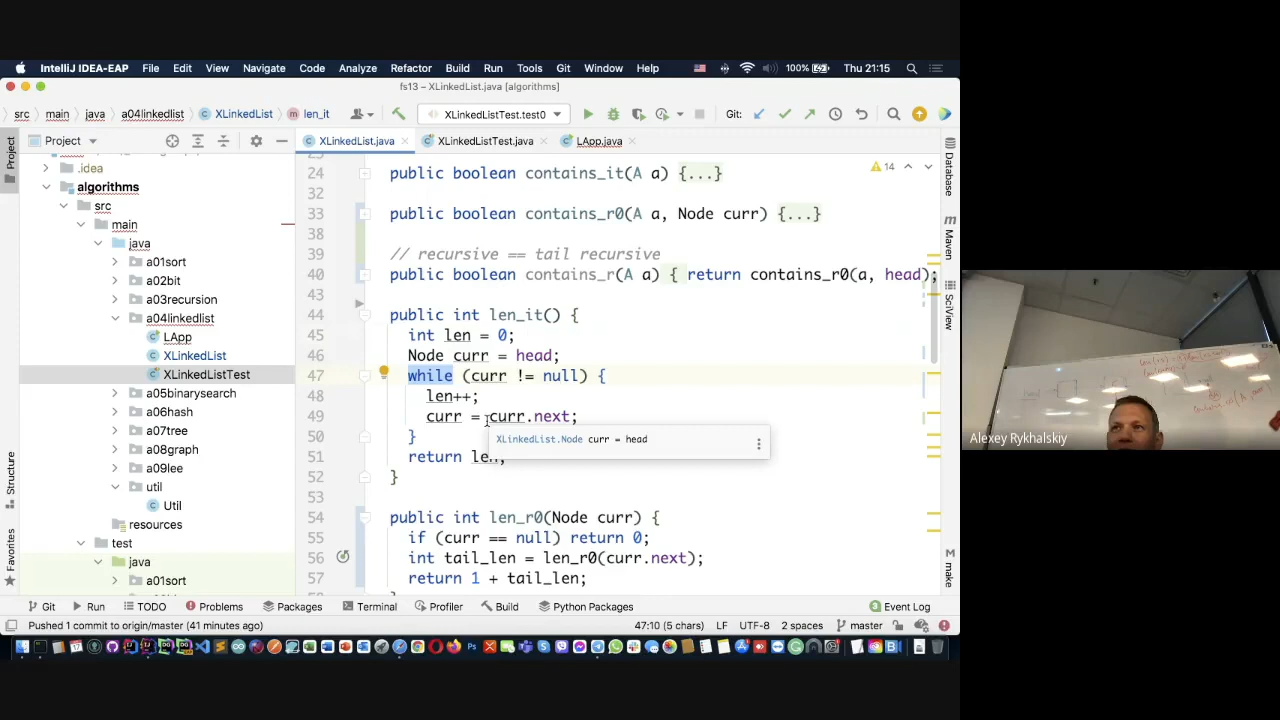 IntelliJ IDEA-EAP File Edit View Navigate Code Analyze Refactor Build Run Tools Git Window Help 100% Thu 21:15
fs13 – XLinkedList.java [algorithms]
src main java a04linkedlist XLinkedList len_it XLinkedListTest.test0 Git:
Project XLinkedList.java XLinkedListTest.java LApp.java
.idea
algorithms
src
main
java
a01sort
a02bit
a03recursion
a04linkedlist
LApp
XLinkedList
XLinkedListTest
a05binarysearch
a06hash
a07tree
a08graph
a09lee
util
Util
resources
test
java
a01sort
Project
Structure
Favorites
23
24 public boolean contains_it(A a) {...}
32
33 public boolean contains_r0(A a, Node curr) {...}
38
39 // recursive == tail recursive
40 public boolean contains_r(A a) { return contains_r0(a, head);
43
44 public int len_it() {
45 int len = 0;
46 Node curr = head;
47 while (curr != null) {
48 len++;
49 curr = curr.next;
50 }
51 return len;
52 }
53
54 public int len_r0(Node curr) {
55 if (curr == null) return 0;
56 int tail_len = len_r0(curr.next);
57 return 1 + tail_len;
XLinkedList.Node curr = head
14
Database
Maven
SciView
make
Git Run TODO Problems Packages Terminal Profiler Build Python Packages Event Log
Pushed 1 commit to origin/master (41 minutes ago) 47:10 (5 chars) LF UTF-8 2 spaces master
Alexey Rykhalskiy